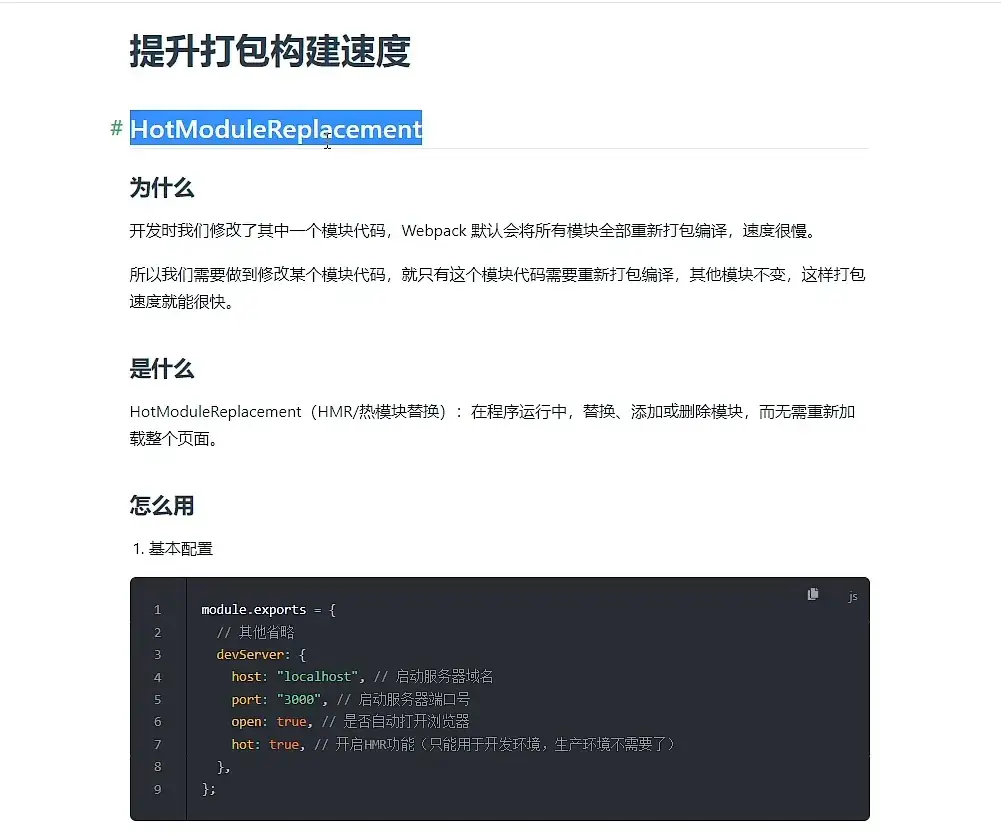 提升打包构建速度
# HotModuleReplacement
为什么
开发时我们修改了其中一个模块代码，Webpack 默认会将所有模块全部重新打包编译，速度很慢。
所以我们需要做到修改某个模块代码，就只有这个模块代码需要重新打包编译，其他模块不变，这样打包
速度就能很快。
是什么
HotModuleReplacement（HMR/热模块替换）：在程序运行中，替换、添加或删除模块，而无需重新加
载整个页面。
怎么用
1. 基本配置
js
1 module.exports = {
2 // 其他省略
3 devServer: {
4 host: "localhost", // 启动服务器域名
5 port: "3000", // 启动服务器端口号
6 open: true, // 是否自动打开浏览器
7 hot: true, // 开启HMR功能（只能用于开发环境，生产环境不需要了）
8 },
9 };